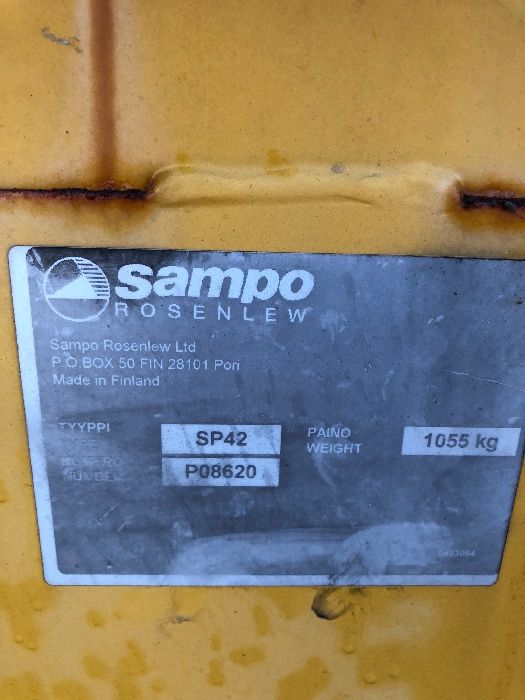 sampo
ROSENLEW
Sampo Rosenlew Ltd
P.O.BOX 50 FIN 28101 Pori
Made in Finland
TYYPPI
SP42
PAINO
WEIGHT
1055 kg
P08620